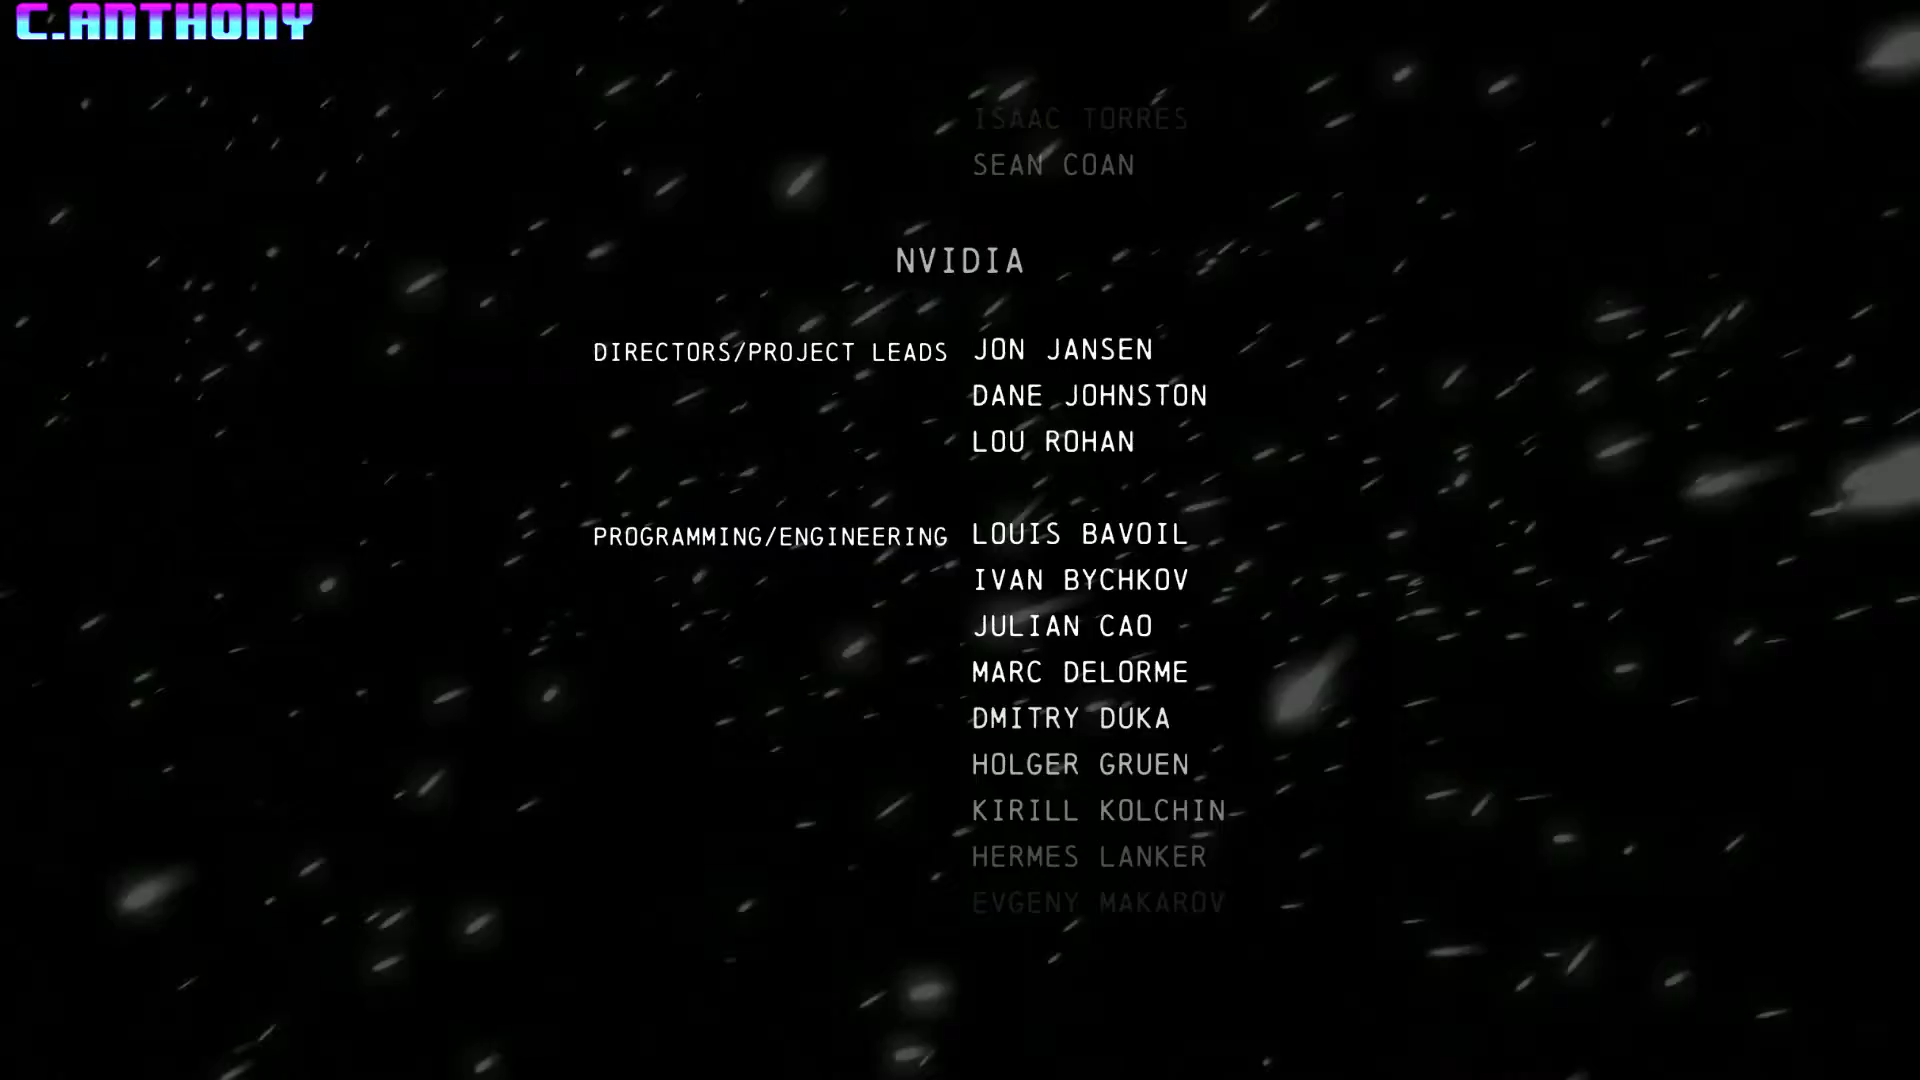 C.ANTHONY
ISAAC TORRES
SEAN COAN
NVIDIA
DIRECTORS/PROJECT LEADS JON JANSEN
DANE JOHNSTON
LOU ROHAN
PROGRAMMING/ENGINEERING LOUIS BAVOIL
IVAN BYCHKOV
JULIAN CAO
MARC DELORME
DMITRY DUKA
HOLGER GRUEN
KIRILL KOLCHIN
HERMES LANKER
EVGENY MAKAROV